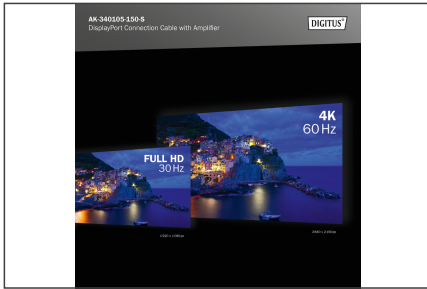 AK-340105-150-S
DisplayPort Connection Cable with Amplifier
DIGITUS®
4K
60 Hz
FULL HD
30 Hz